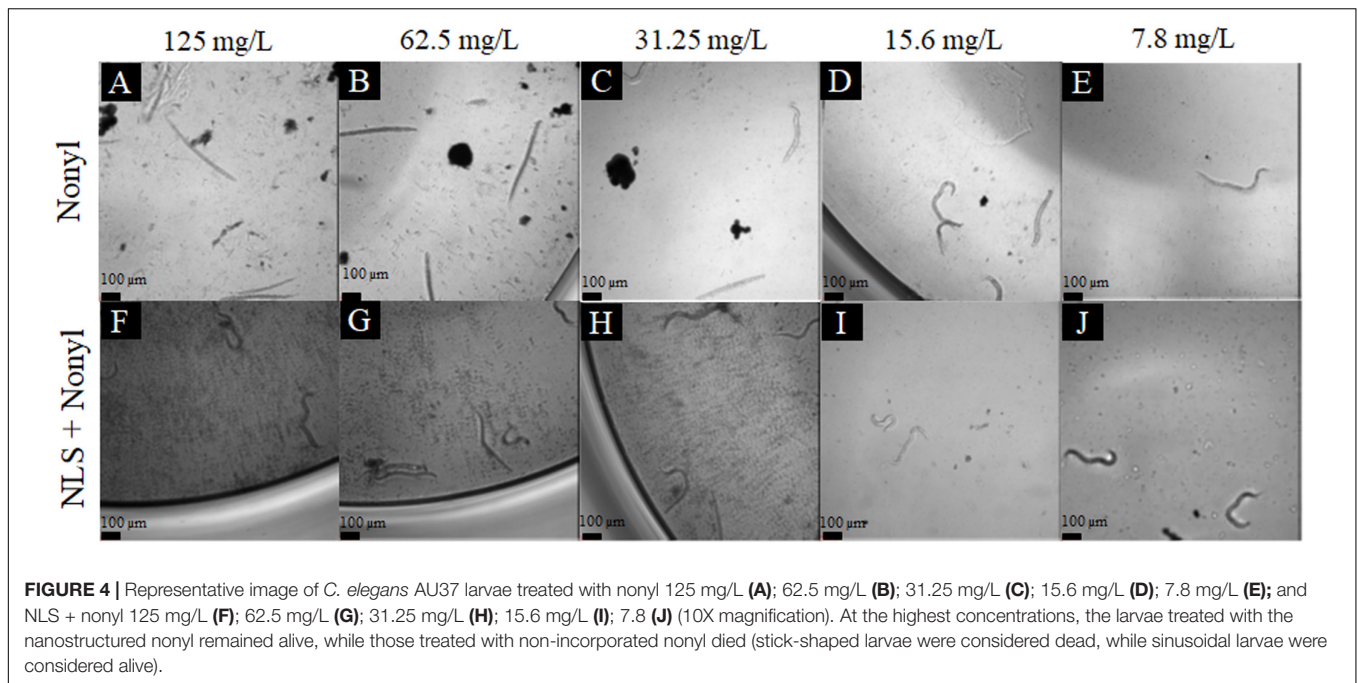 125 mg/L 62.5 mg/L 31.25 mg/L 15.6 mg/L 7.8 mg/L
Nonyl
A B C D E
100 µm 100 µm 100 µm 100 µm 100 µm
NLS + Nonyl
F G H I J
100 µm 100 µm 100 µm 100 µm 100 µm
FIGURE 4 | Representative image of C. elegans AU37 larvae treated with nonyl 125 mg/L (A); 62.5 mg/L (B); 31.25 mg/L (C); 15.6 mg/L (D); 7.8 mg/L (E); and
NLS + nonyl 125 mg/L (F); 62.5 mg/L (G); 31.25 mg/L (H); 15.6 mg/L (I); 7.8 (J) (10X magnification). At the highest concentrations, the larvae treated with the
nanostructured nonyl remained alive, while those treated with non-incorporated nonyl died (stick-shaped larvae were considered dead, while sinusoidal larvae were
considered alive).